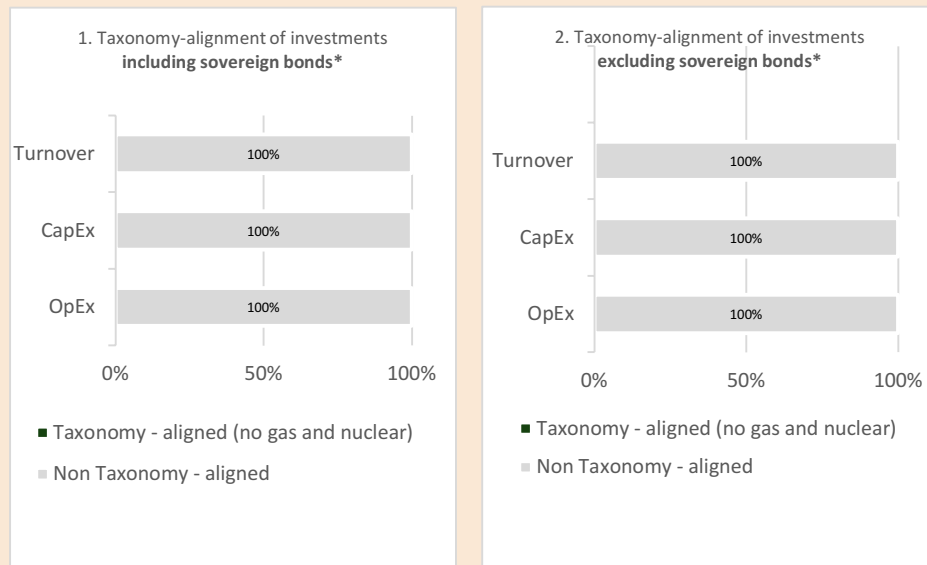 1. Taxonomy-alignment of investments
including sovereign bonds*
Turnover
100%
CapEx
100%
OpEx
100%
0%
50%
100%
■ Taxonomy - aligned (no gas and nuclear)
■ Non Taxonomy - aligned
2. Taxonomy-alignment of investments
excluding sovereign bonds*
Turnover
100%
CapEx
100%
OpEx
100%
0%
50%
100%
■ Taxonomy - aligned (no gas and nuclear)
■ Non Taxonomy - aligned